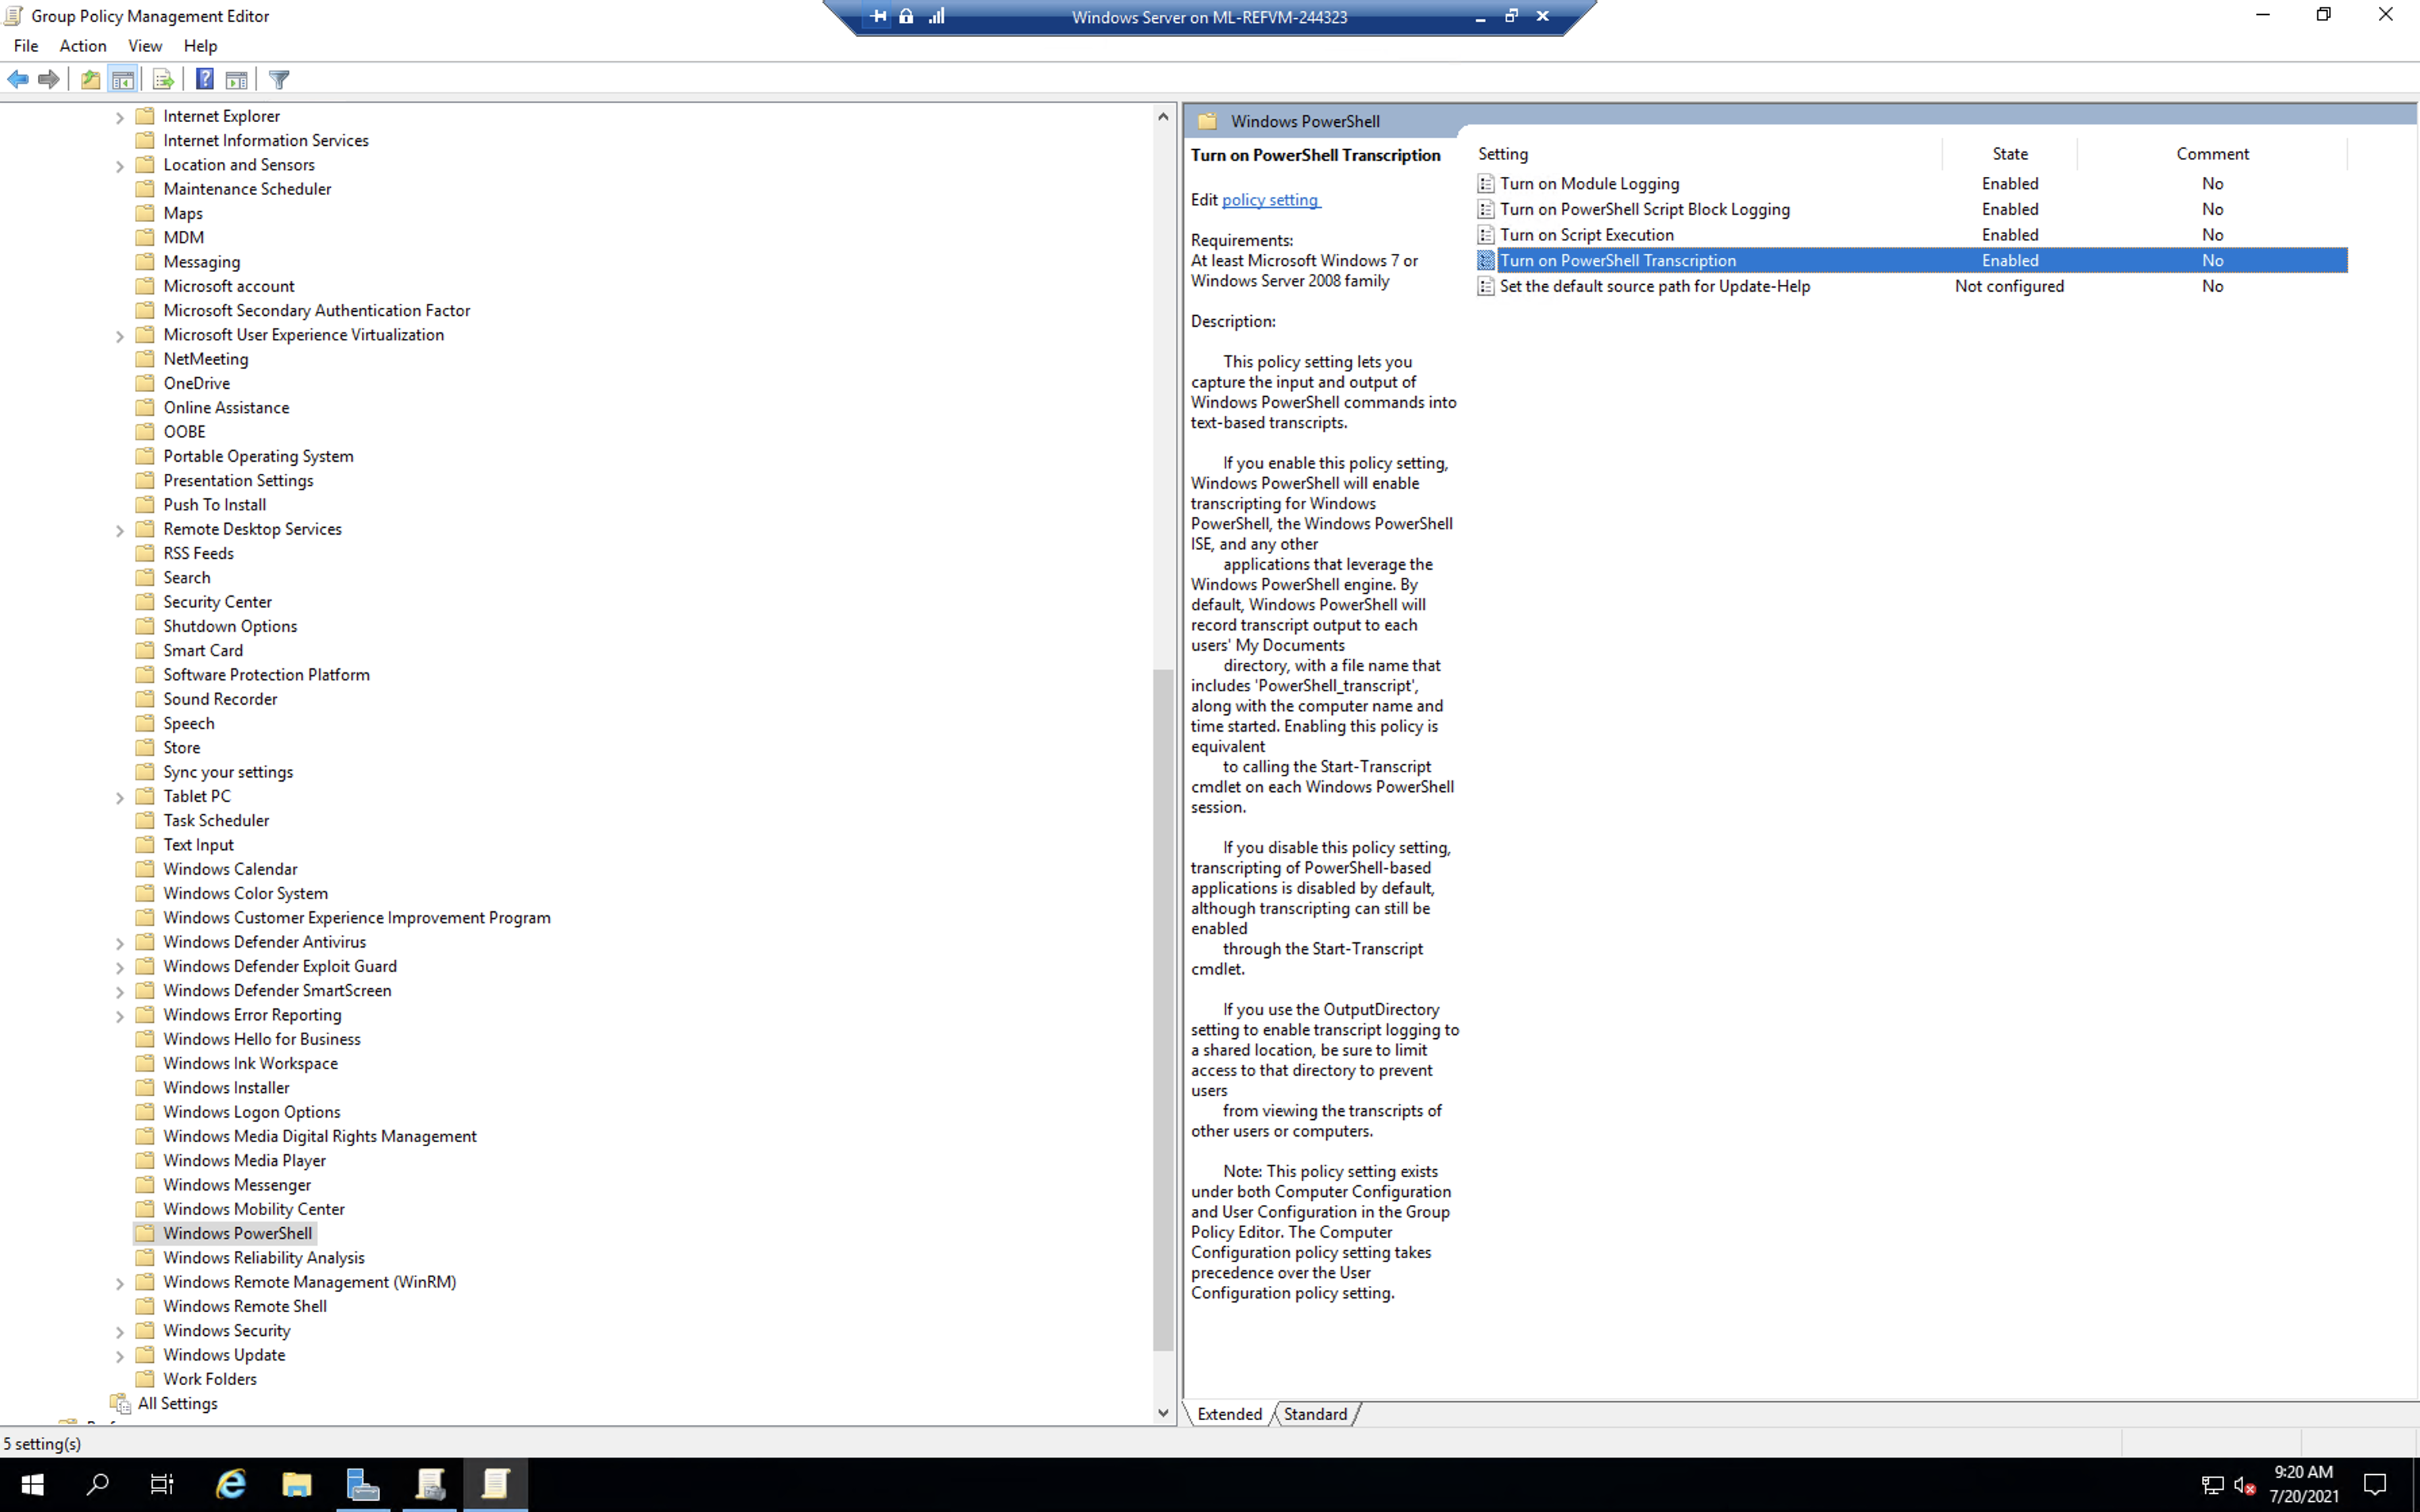 Group Policy Management Editor
Windows Server on ML-REFVM-244323
File Action View Help
Internet Explorer
Internet Information Services
Location and Sensors
Maintenance Scheduler
Maps
MDM
Messaging
Microsoft account
Microsoft Secondary Authentication Factor
Microsoft User Experience Virtualization
NetMeeting
OneDrive
Online Assistance
OOBE
Portable Operating System
Presentation Settings
Push To Install
Remote Desktop Services
RSS Feeds
Search
Security Center
Shutdown Options
Smart Card
Software Protection Platform
Sound Recorder
Speech
Store
Sync your settings
Tablet PC
Task Scheduler
Text Input
Windows Calendar
Windows Color System
Windows Customer Experience Improvement Program
Windows Defender Antivirus
Windows Defender Exploit Guard
Windows Defender SmartScreen
Windows Error Reporting
Windows Hello for Business
Windows Ink Workspace
Windows Installer
Windows Logon Options
Windows Media Digital Rights Management
Windows Media Player
Windows Messenger
Windows Mobility Center
Windows PowerShell
Windows Reliability Analysis
Windows Remote Management (WinRM)
Windows Remote Shell
Windows Security
Windows Update
Work Folders
All Settings
Windows PowerShell
Turn on PowerShell Transcription
Edit policy setting
Requirements:
At least Microsoft Windows 7 or
Windows Server 2008 family
Description:
This policy setting lets you
capture the input and output of
Windows PowerShell commands into
text-based transcripts.
If you enable this policy setting,
Windows PowerShell will enable
transcripting for Windows
PowerShell, the Windows PowerShell
ISE, and any other
applications that leverage the
Windows PowerShell engine. By
default, Windows PowerShell will
record transcript output to each
users' My Documents
directory, with a file name that
includes 'PowerShell_transcript',
along with the computer name and
time started. Enabling this policy is
equivalent
to calling the Start-Transcript
cmdlet on each Windows PowerShell
session.
If you disable this policy setting,
transcripting of PowerShell-based
applications is disabled by default,
although transcripting can still be
enabled
through the Start-Transcript
cmdlet.
If you use the OutputDirectory
setting to enable transcript logging to
a shared location, be sure to limit
access to that directory to prevent
users
from viewing the transcripts of
other users or computers.
Note: This policy setting exists
under both Computer Configuration
and User Configuration in the Group
Policy Editor. The Computer
Configuration policy setting takes
precedence over the User
Configuration policy setting.
Setting State Comment
Turn on Module Logging Enabled No
Turn on PowerShell Script Block Logging Enabled No
Turn on Script Execution Enabled No
Turn on PowerShell Transcription Enabled No
Set the default source path for Update-Help Not configured No
Extended Standard
5 setting(s)
9:20 AM
7/20/2021